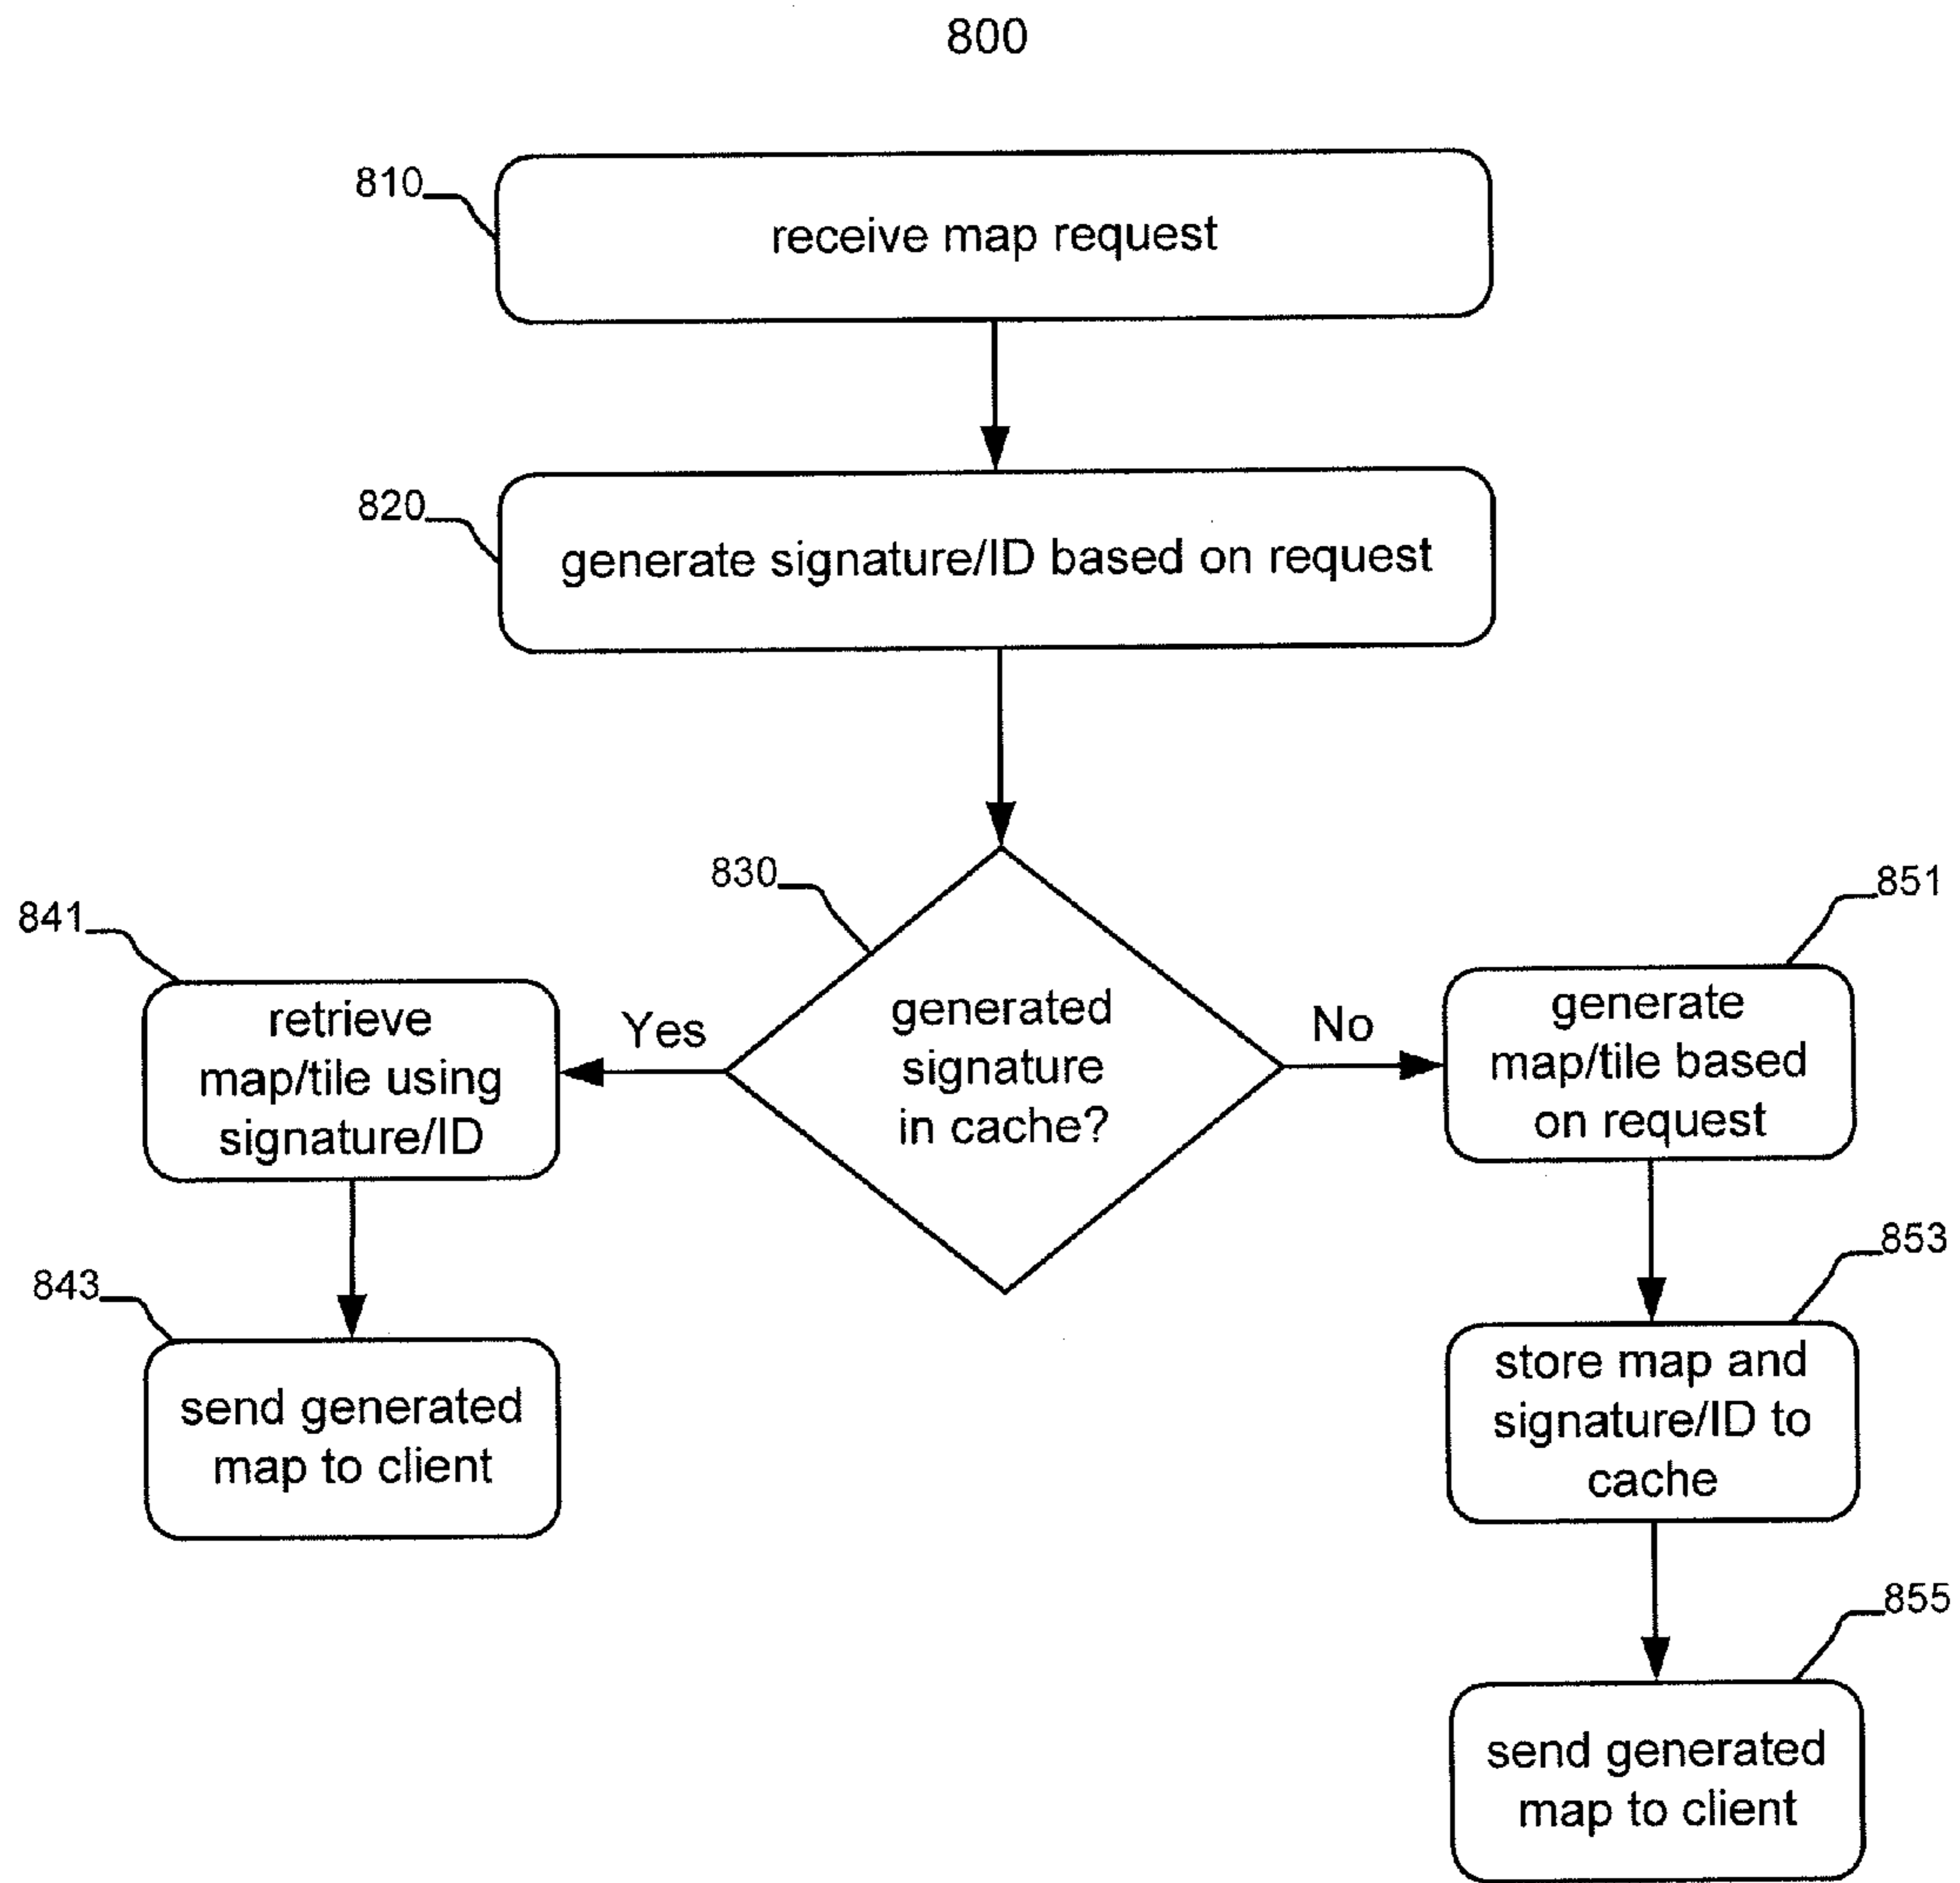 800
810
receive map request
820
generate signature/ID based on request
830
generated
signature
in cache?
Yes
No
841
retrieve
map/tile using
signature/ID
843
send generated
map to client
851
generate
map/tile based
on request
853
store map and
signature/ID to
cache
855
send generated
map to client